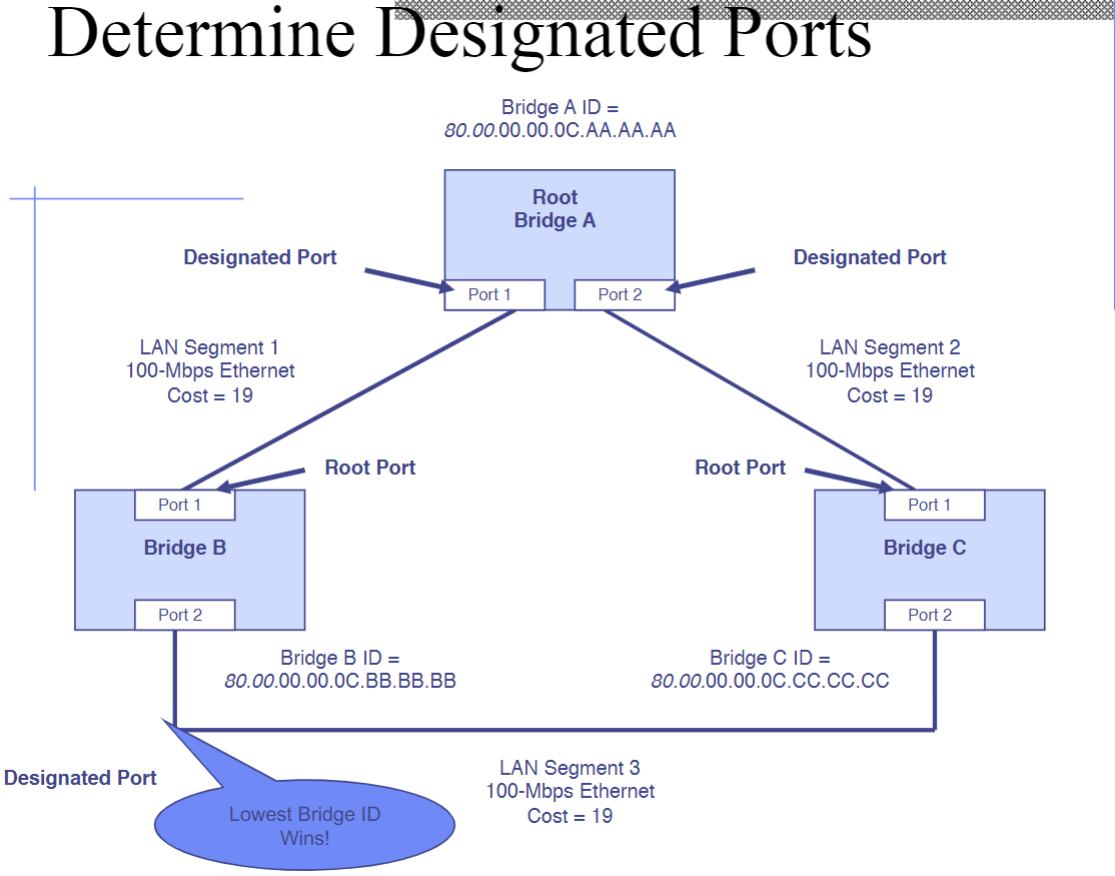 Determine Designated Ports
Bridge A ID =
80.00.00.00.0C.AA.AA.AA
Root
Bridge A
Designated Port
Designated Port
Port 1
Port 2
LAN Segment 1
100-Mbps Ethernet
Cost = 19
LAN Segment 2
100-Mbps Ethernet
Cost = 19
Root Port
Root Port
Port 1
Bridge B
Port 2
Port 1
Bridge C
Port 2
Bridge B ID =
80.00.00.00.0C.BB.BB.BB
Bridge C ID =
80.00.00.00.0C.CC.CC.CC
Designated Port
Lowest Bridge ID
Wins!
LAN Segment 3
100-Mbps Ethernet
Cost = 19